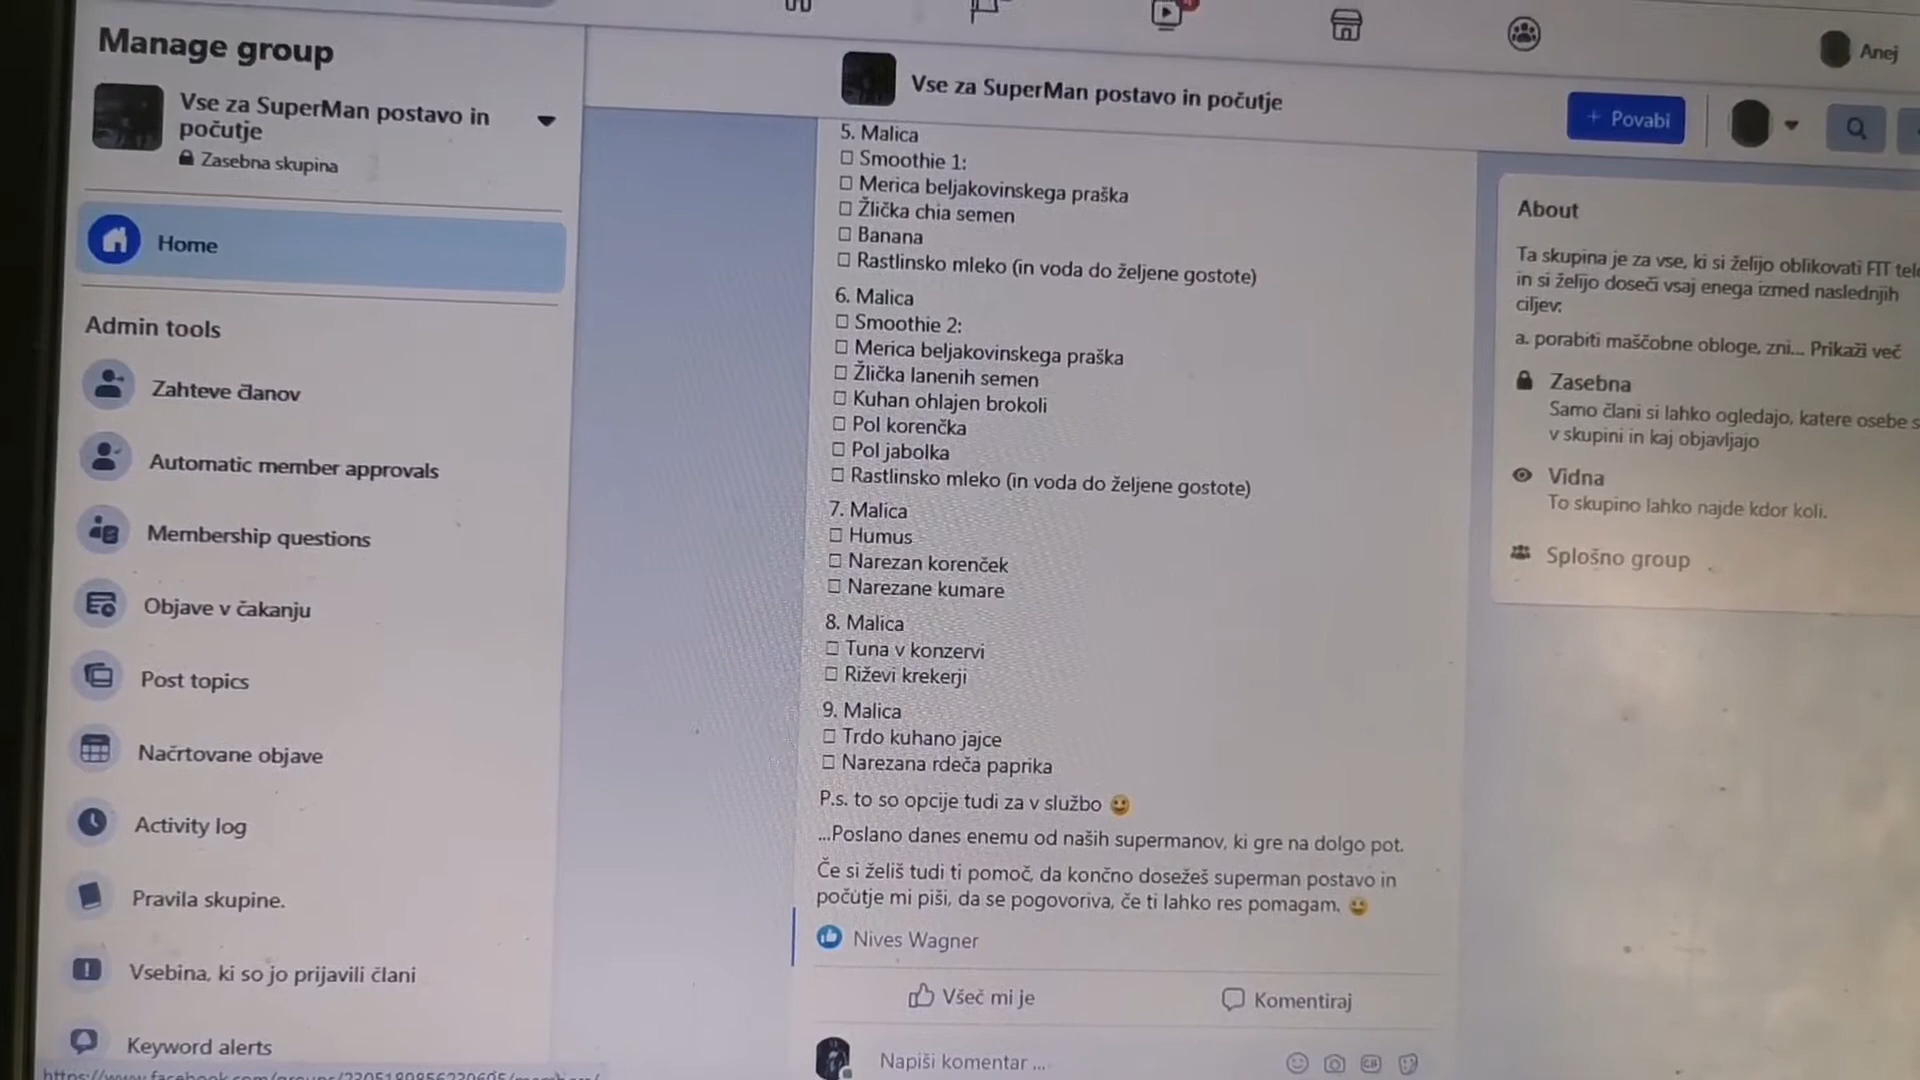 Manage group
Vse za SuperMan postavo in
počutje
Zasebna skupina
Home
Admin tools
Zahteve članov
Automatic member approvals
Membership questions
Objave v čakanju
Post topics
Načrtovane objave
Activity log
Pravila skupine.
Vsebina, ki so jo prijavili člani
Keyword alerts
Anej
Vse za SuperMan postavo in počutje
+ Povabi
5. Malica
☐ Smoothie 1:
☐ Merica beljakovinskega praška
☐ Žlička chia semen
☐ Banana
☐ Rastlinsko mleko (in voda do željene gostote)
6. Malica
☐ Smoothie 2:
☐ Merica beljakovinskega praška
☐ Žlička lanenih semen
☐ Kuhan ohlajen brokoli
☐ Pol korenčka
☐ Pol jabolka
☐ Rastlinsko mleko (in voda do željene gostote)
7. Malica
☐ Humus
☐ Narezan korenček
☐ Narezane kumare
8. Malica
☐ Tuna v konzervi
☐ Riževi krekerji
9. Malica
☐ Trdo kuhano jajce
☐ Narezana rdeča paprika
P.s. to so opcije tudi za v službo 😃
...Poslano danes enemu od naših supermanov, ki gre na dolgo pot.
Če si želiš tudi ti pomoč, da končno dosežeš superman postavo in
počutje mi piši, da se pogovoriva, če ti lahko res pomagam. 😃
Nives Wagner
Všeč mi je
Komentiraj
Napiši komentar ...
About
Ta skupina je za vse, ki si želijo oblikovati FIT
in si želijo doseči vsaj enega izmed naslednjih
ciljev:
a. porabiti maščobne obloge, zni... Prikaži več
Zasebna
Samo člani si lahko ogledajo, katere osebe
v skupini in kaj objavljajo
Vidna
To skupino lahko najde kdor koli.
Splošno group